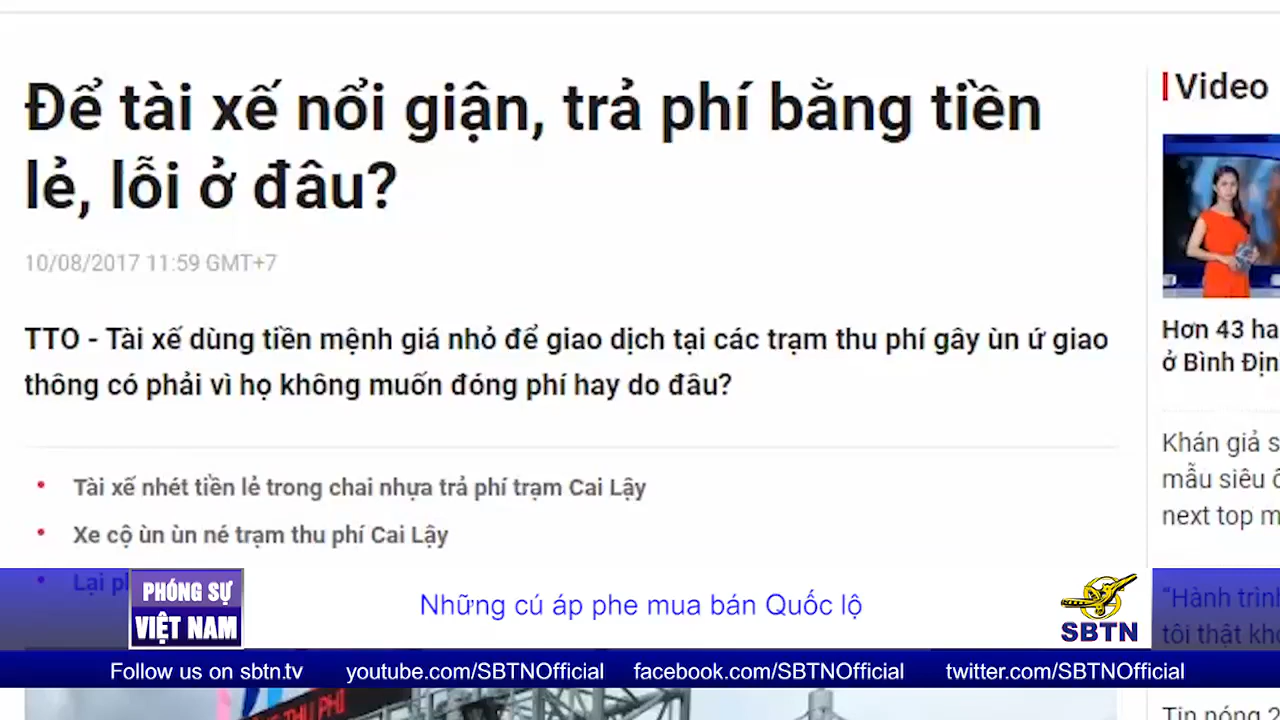 Để tài xế nổi giận, trả phí bằng tiền
lẻ, lỗi ở đâu?
10/08/2017 11:59 GMT+7
TTO - Tài xế dùng tiền mệnh giá nhỏ để giao dịch tại các trạm thu phí gây ùn ứ giao
thông có phải vì họ không muốn đóng phí hay do đâu?
• Tài xế nhét tiền lẻ trong chai nhựa trả phí trạm Cai Lậy
• Xe cộ ùn ùn né trạm thu phí Cai Lậy
• Lại
Video
Hơn 43
ở Bình
Khán giả
mẫu siêu
next top
“Hành
tôi thật
Tin nóng
PHÓNG SỰ
VIỆT NAM
Những cú áp phe mua bán Quốc lộ
SBTN
Follow us on sbtn.tv youtube.com/SBTNOfficial facebook.com/SBTNOfficial twitter.com/SBTNOfficial
THU PHÍ